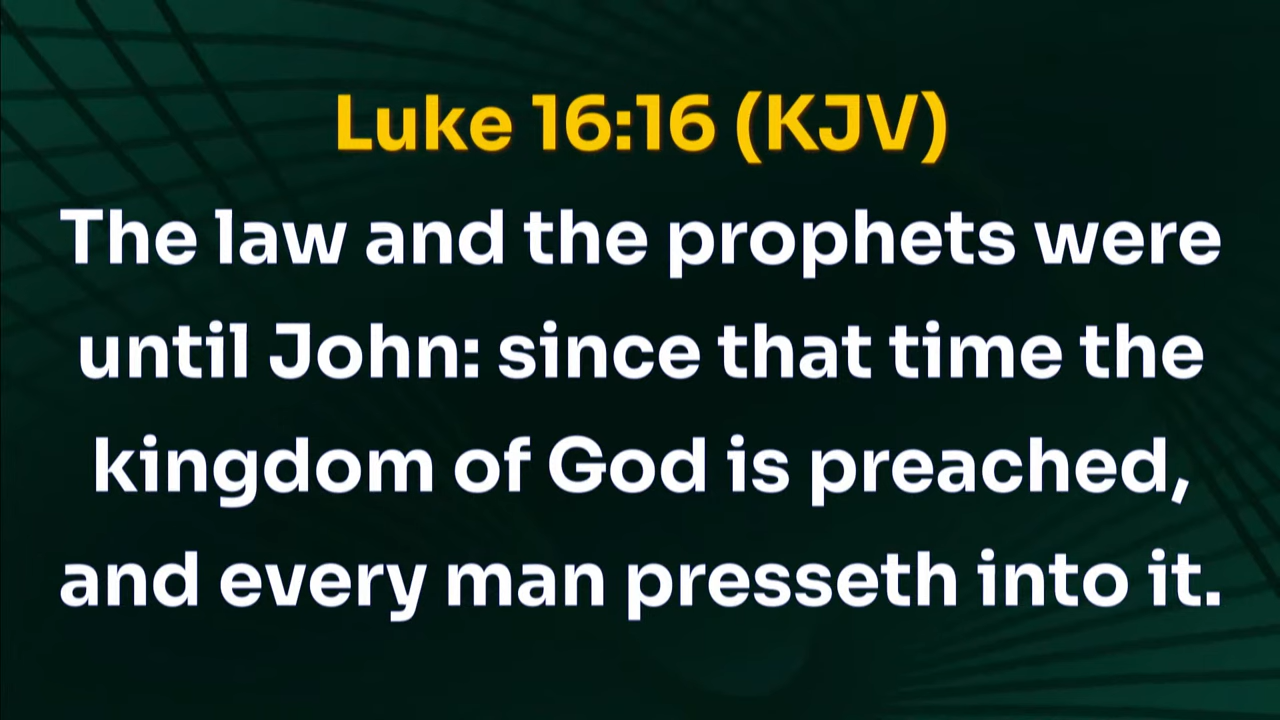 Luke 16:16 (KJV)
The law and the prophets were
until John: since that time the
kingdom of God is preached,
and every man presseth into it.